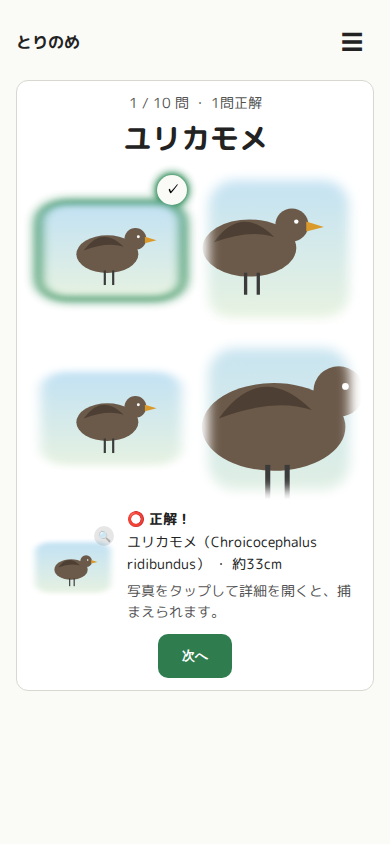 とりのめ
1 / 10 問 · 1問正解
ユリカモメ
✓
⭕ 正解！
ユリカモメ（Chroicocephalus
ridibundus） · 約33cm
写真をタップして詳細を開くと、捕
まえられます。
次へ